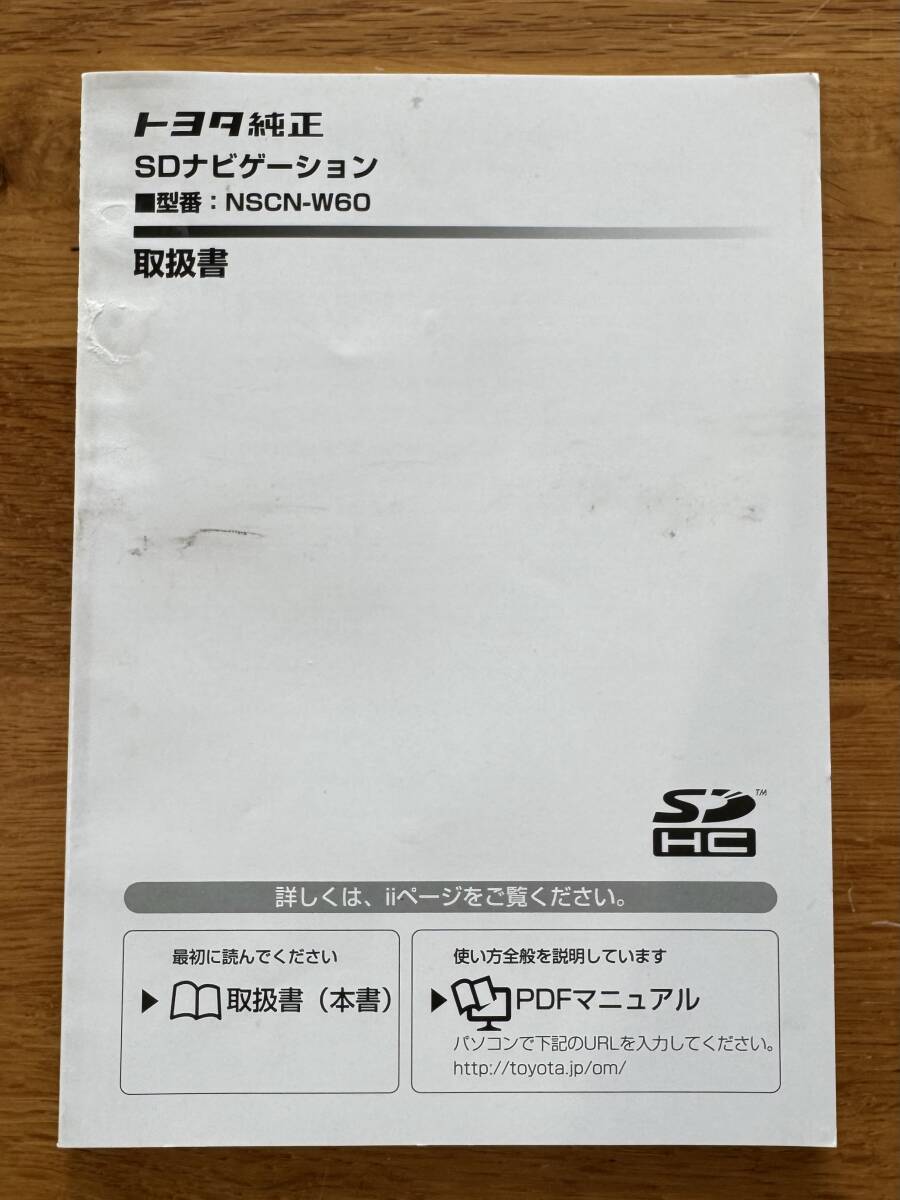 トヨタ純正
SDナビゲーション
■型番：NSCN-W60
取扱書
SD™
HC
詳しくは、iiページをご覧ください。
最初に読んでください
▶取扱書（本書）
使い方全般を説明しています
▶PDFマニュアル
パソコンで下記のURLを入力してください。
http://toyota.jp/om/